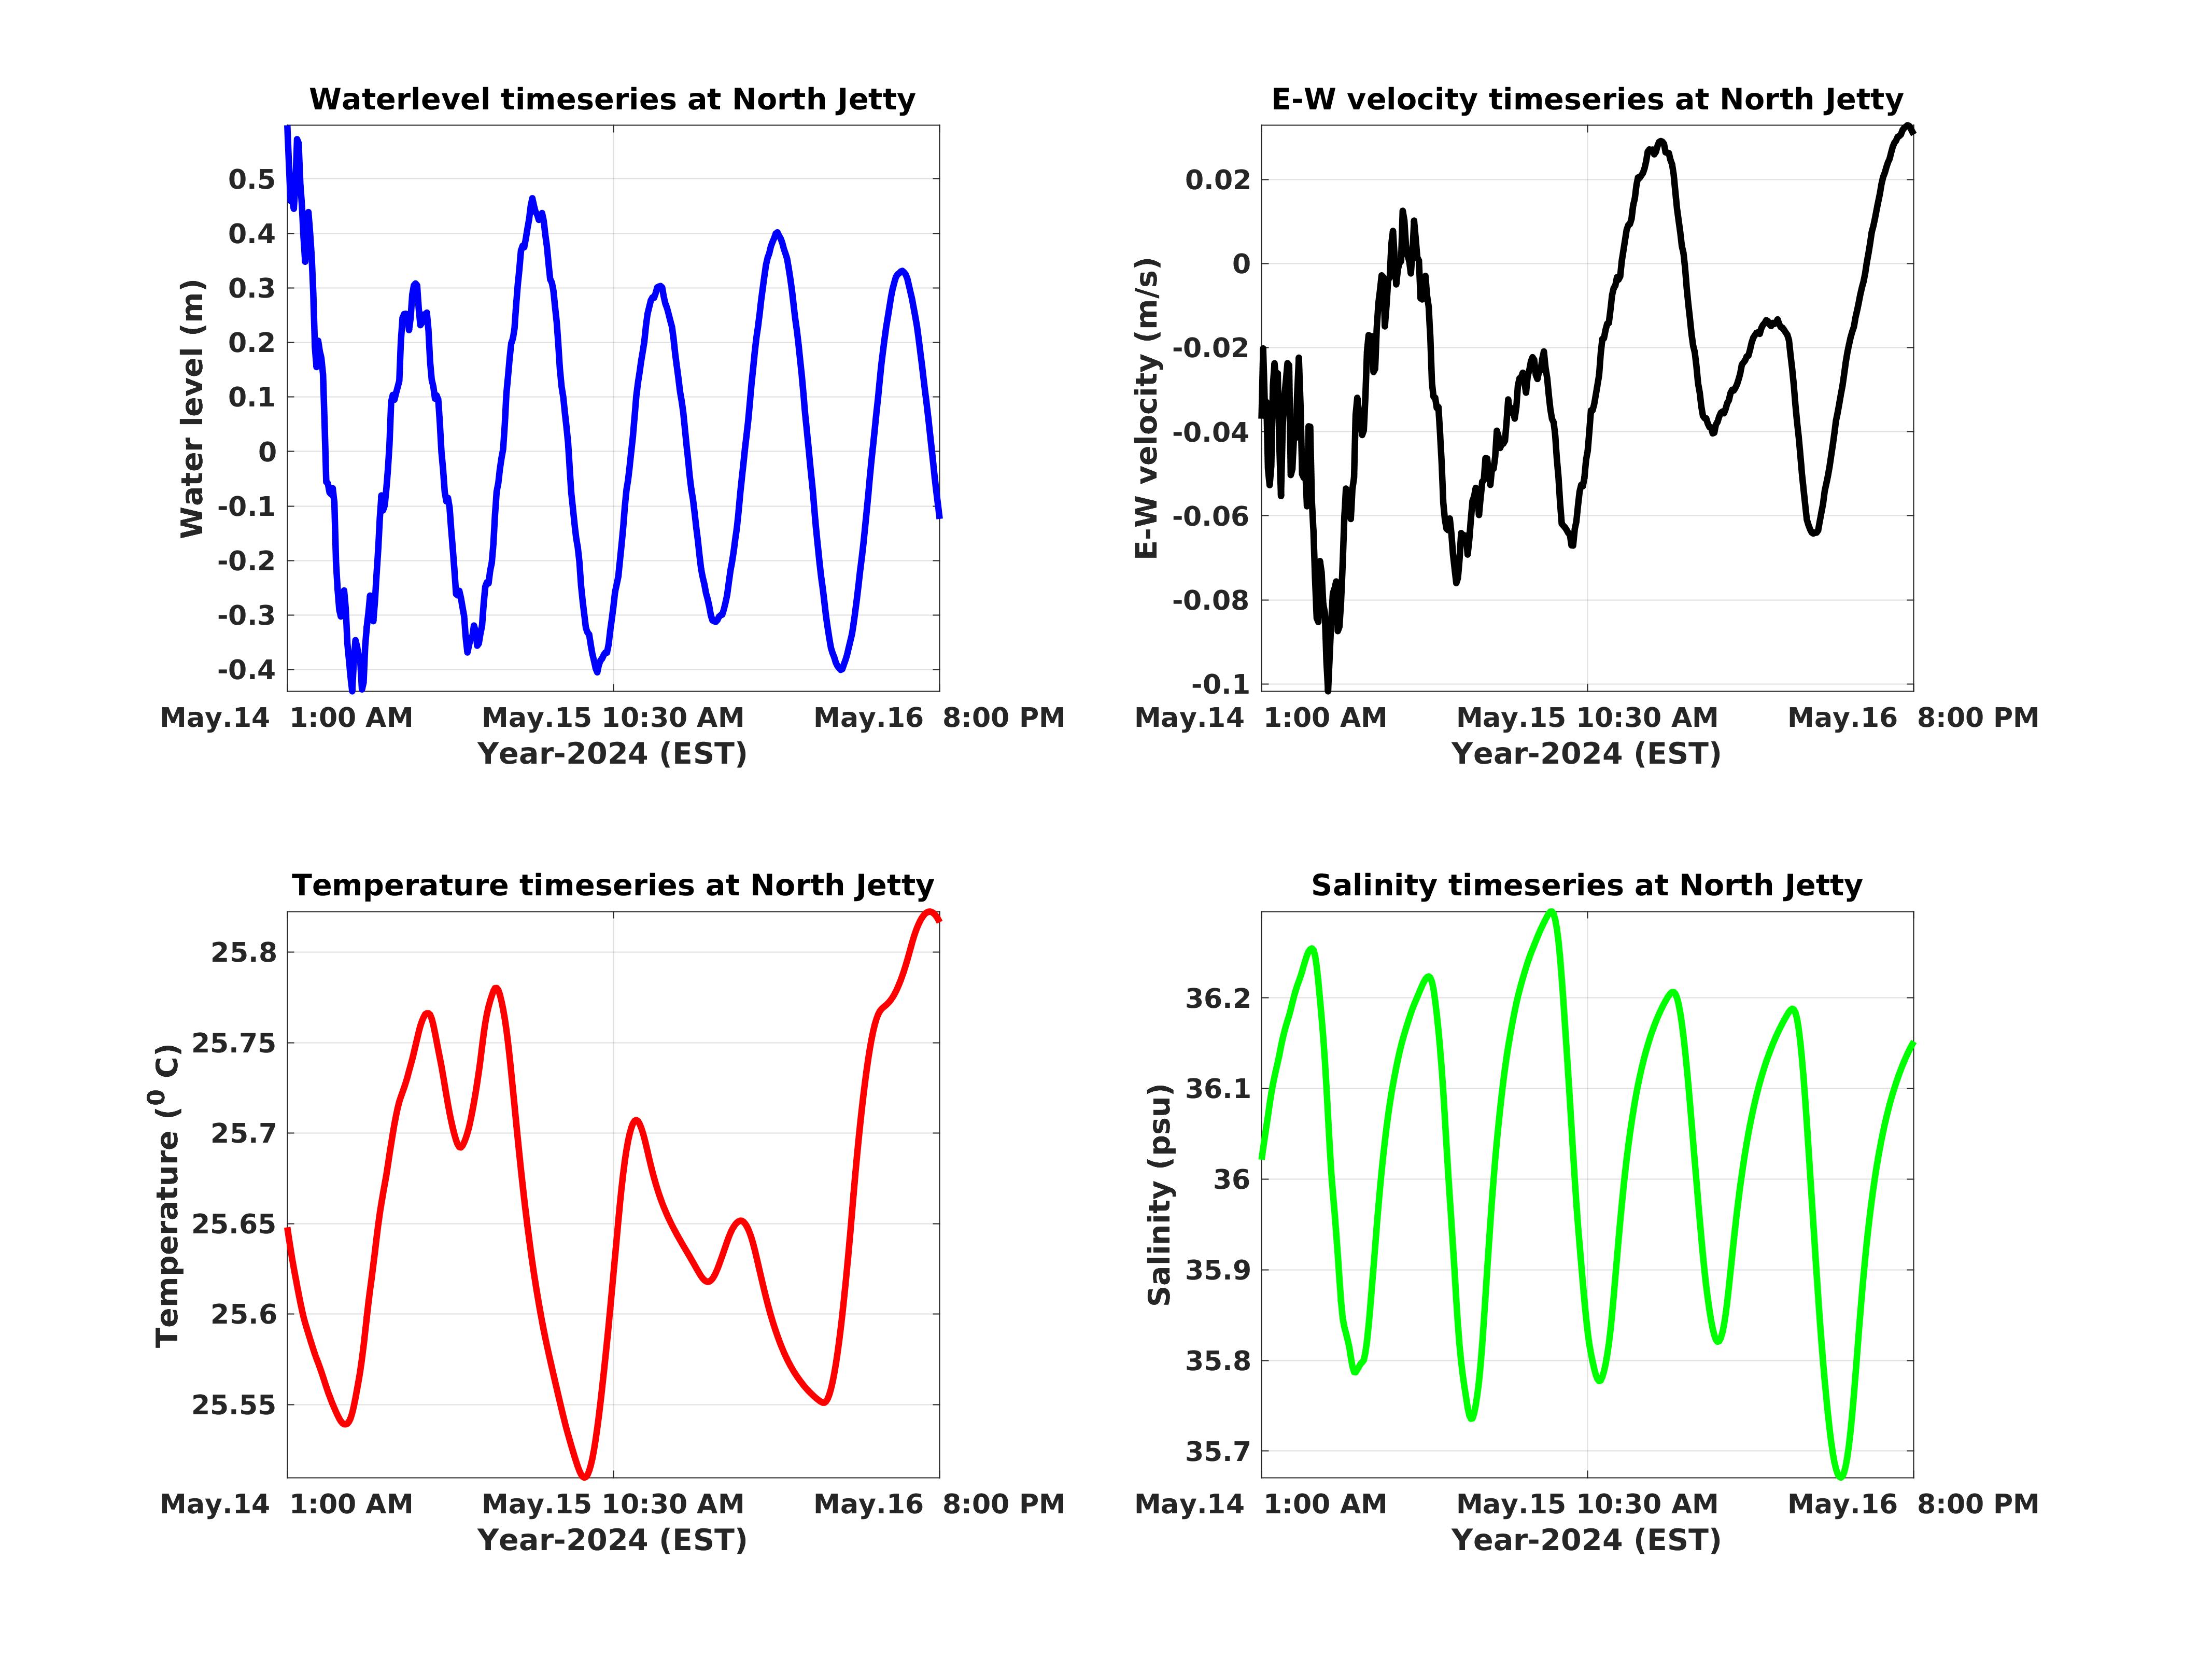 Waterlevel timeseries at North Jetty
Water level (m)
0.5
0.4
0.3
0.2
0.1
0
-0.1
-0.2
-0.3
-0.4
May.14 1:00 AM
May.15 10:30 AM
May.16 8:00 PM
Year-2024 (EST)
E-W velocity timeseries at North Jetty
E-W velocity (m/s)
0.02
0
-0.02
-0.04
-0.06
-0.08
-0.1
May.14 1:00 AM
May.15 10:30 AM
May.16 8:00 PM
Year-2024 (EST)
Temperature timeseries at North Jetty
Temperature (⁰ C)
25.8
25.75
25.7
25.65
25.6
25.55
May.14 1:00 AM
May.15 10:30 AM
May.16 8:00 PM
Year-2024 (EST)
Salinity timeseries at North Jetty
Salinity (psu)
36.2
36.1
36
35.9
35.8
35.7
May.14 1:00 AM
May.15 10:30 AM
May.16 8:00 PM
Year-2024 (EST)